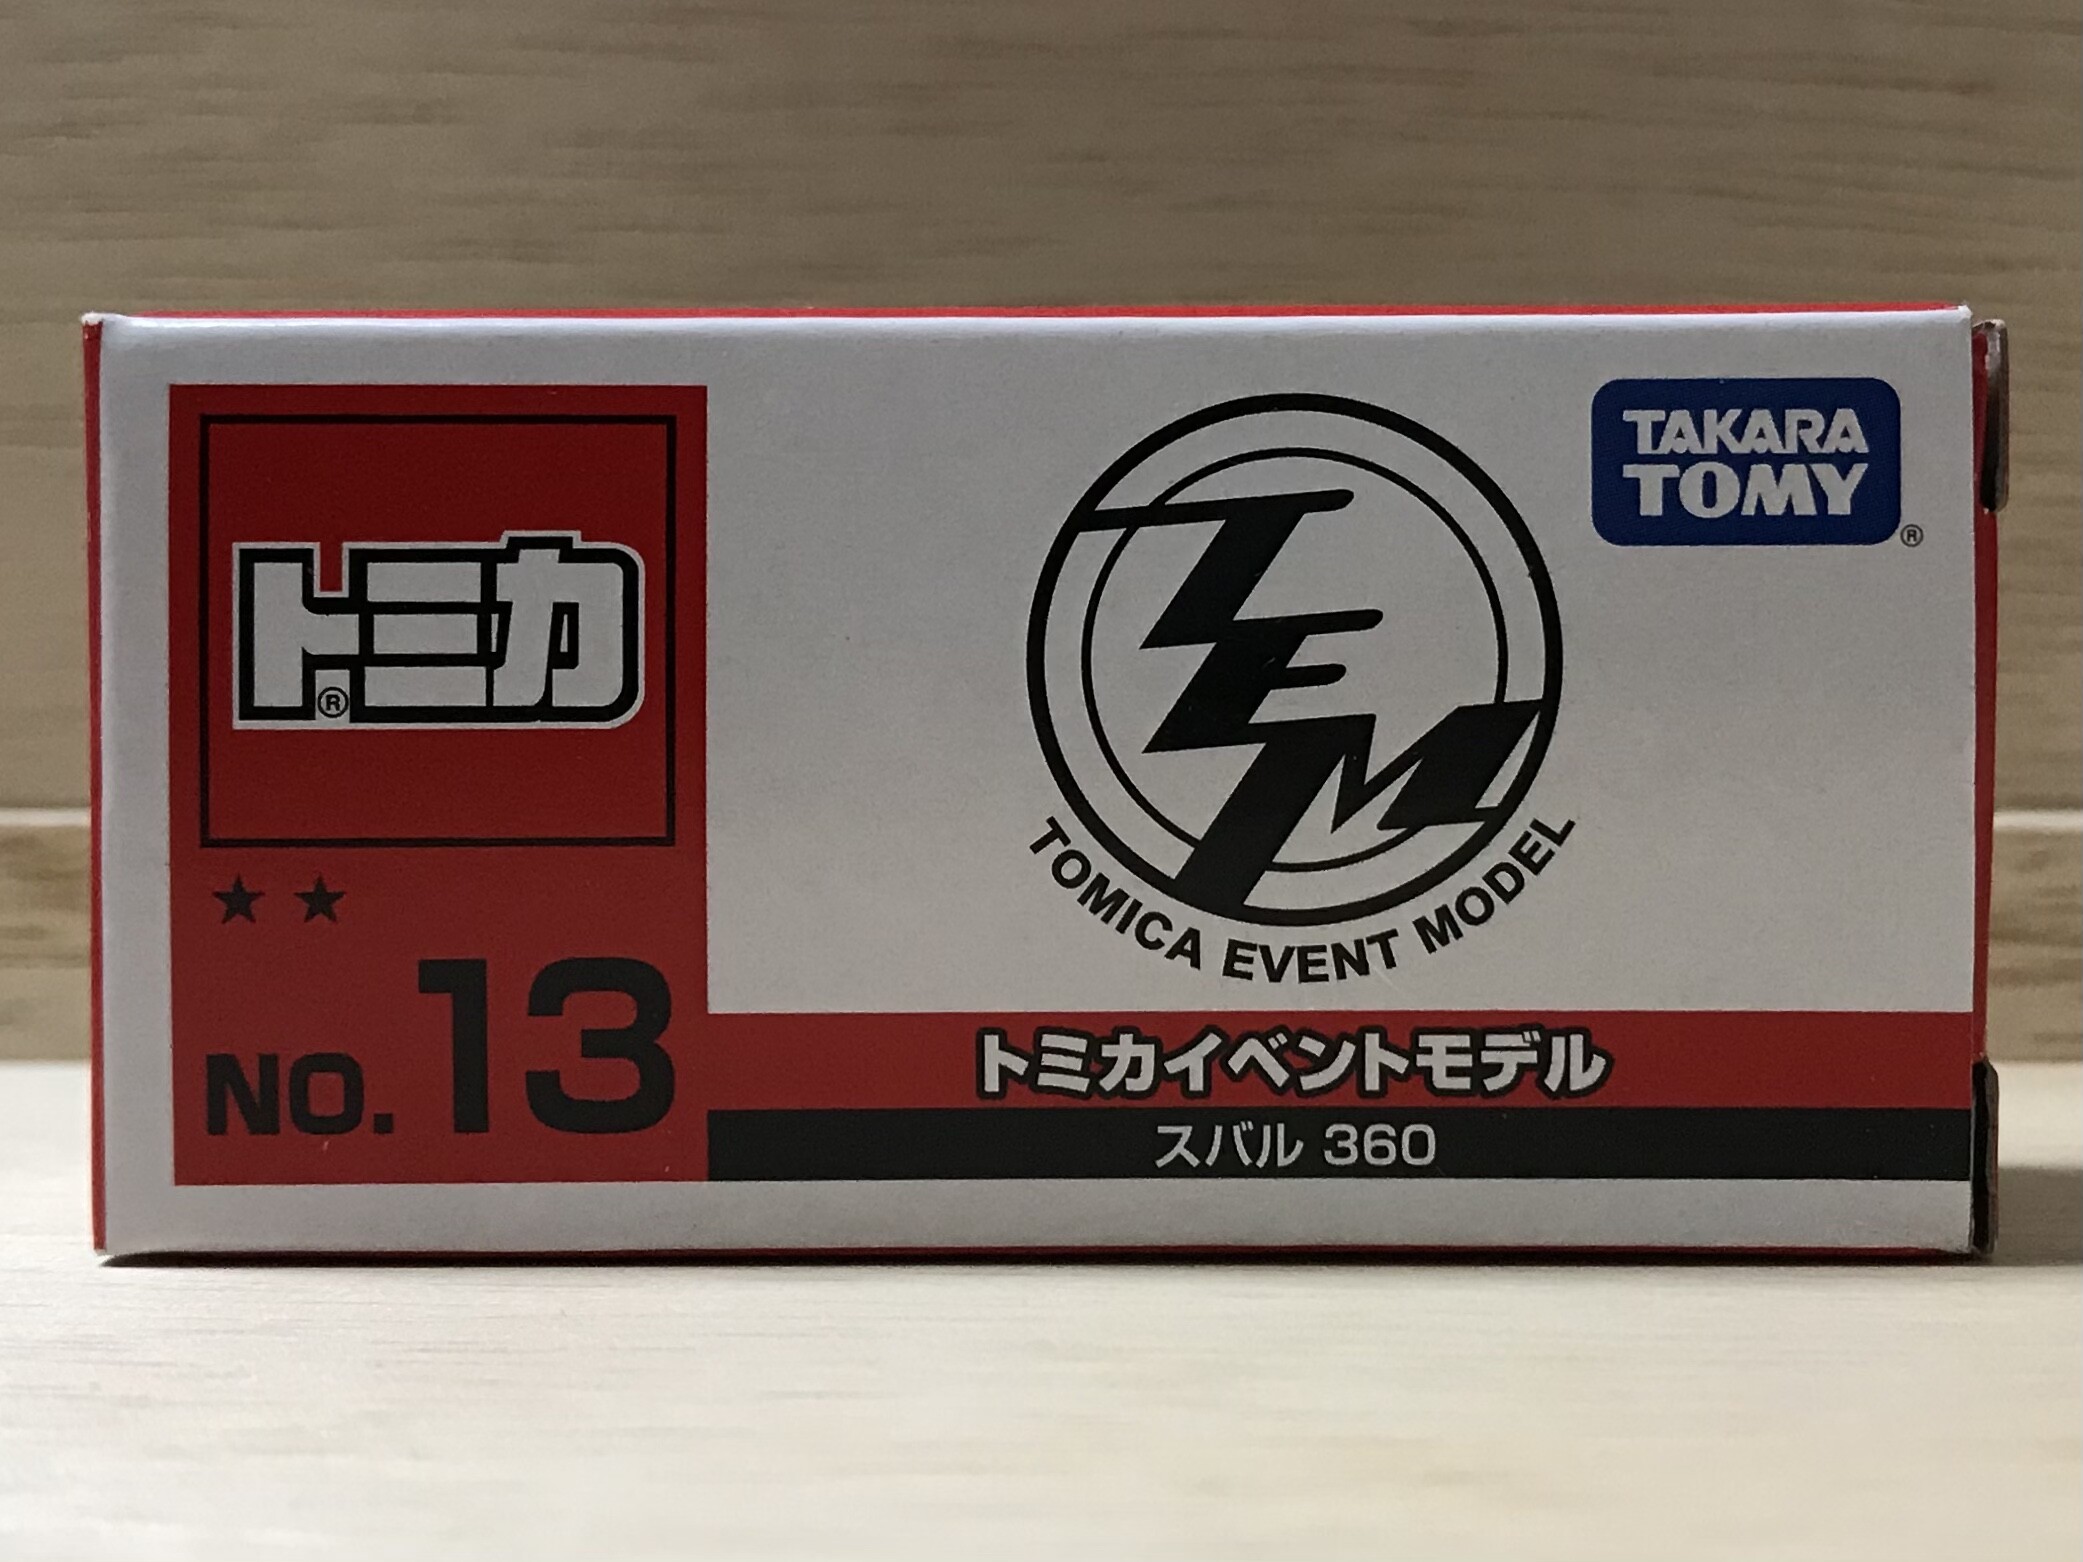 トミカ®
★ ★
NO.13
TEM
TOMICA EVENT MODEL
TAKARA
TOMY®
トミカイベントモデル
スバル 360